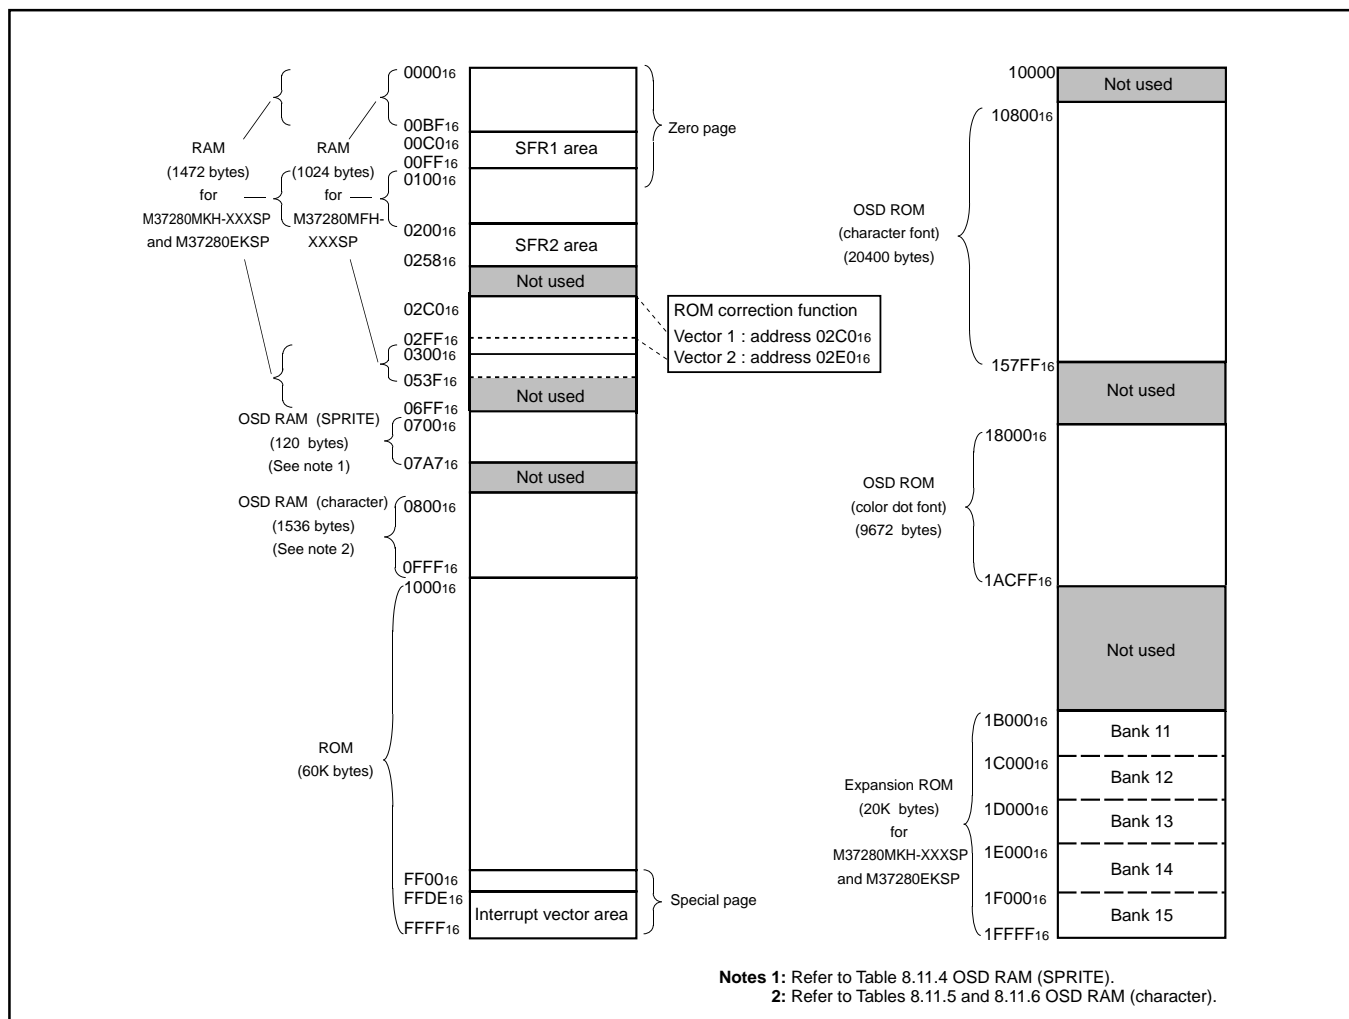 RAM
(1472 bytes)
for
M37280MKH-XXXSP
and M37280EKSP
RAM
(1024 bytes)
for
M37280MFH-
XXXSP
OSD RAM (SPRITE)
(120 bytes)
(See note 1)
OSD RAM (character)
(1536 bytes)
(See note 2)
ROM
(60K bytes)
000016
00BF16
00C016
00FF16
010016
020016
025816
02C016
02FF16
030016
053F16
06FF16
070016
07A716
080016
0FFF16
100016
FF0016
FFDE16
FFFF16
SFR1 area
SFR2 area
Not used
Not used
Not used
Interrupt vector area
Zero page
ROM correction function
Vector 1 : address 02C016
Vector 2 : address 02E016
Special page
OSD ROM
(character font)
(20400 bytes)
OSD ROM
(color dot font)
(9672 bytes)
Expansion ROM
(20K bytes)
for
M37280MKH-XXXSP
and M37280EKSP
10000
1080016
157FF16
1800016
1ACFF16
1B00016
1C00016
1D00016
1E00016
1F00016
1FFFF16
Not used
Not used
Bank 11
Bank 12
Bank 13
Bank 14
Bank 15
Notes 1: Refer to Table 8.11.4 OSD RAM (SPRITE).
2: Refer to Tables 8.11.5 and 8.11.6 OSD RAM (character).